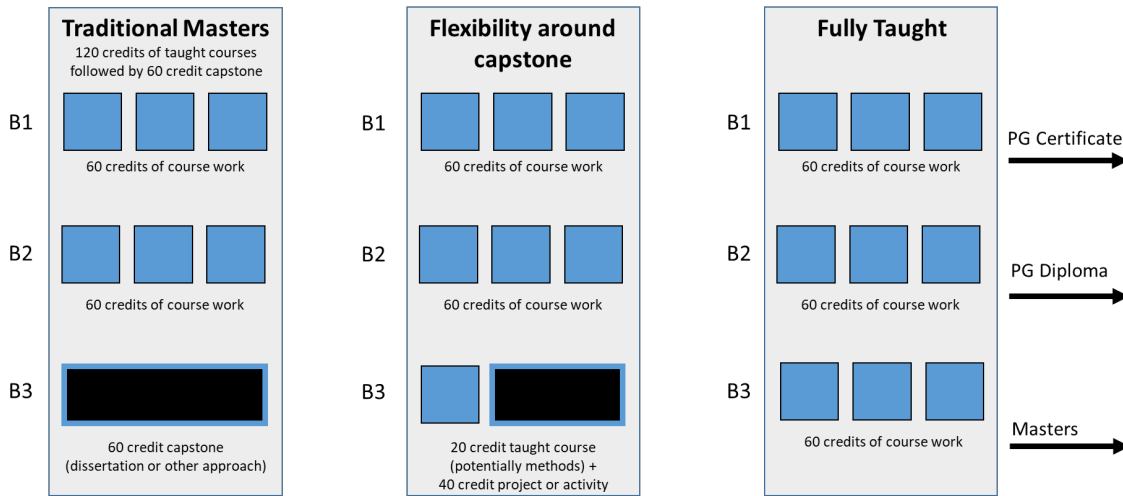 Traditional Masters
120 credits of taught courses
followed by 60 credit capstone
B1
60 credits of course work
B2
60 credits of course work
B3
60 credit capstone
(dissertation or other approach)
Flexibility around
capstone
B1
60 credits of course work
B2
60 credits of course work
B3
20 credit taught course
(potentially methods) +
40 credit project or activity
Fully Taught
B1
60 credits of course work
B2
60 credits of course work
B3
60 credits of course work
PG Certificate
PG Diploma
Masters